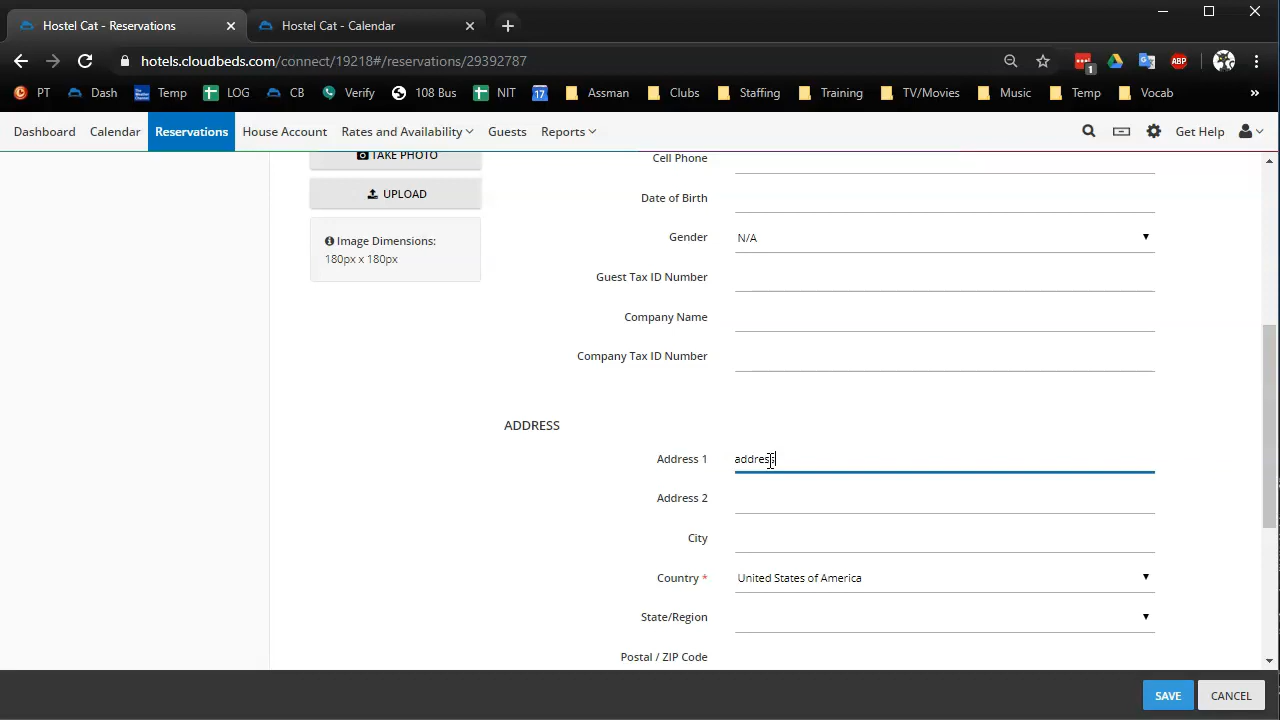 Hostel Cat - Reservations
Hostel Cat - Calendar
hotels.cloudbeds.com/connect/19218#/reservations/29392787
1
ABP
PT
Dash
Temp
LOG
CB
Verify
108 Bus
NIT
17
Assman
Clubs
Staffing
Training
TV/Movies
Music
Temp
Vocab
»
Dashboard
Calendar
Reservations
House Account
Rates and Availability
Guests
Reports
Get Help
TAKE PHOTO
UPLOAD
Image Dimensions:
180px x 180px
Cell Phone
Date of Birth
Gender
N/A
Guest Tax ID Number
Company Name
Company Tax ID Number
ADDRESS
Address 1
address
Address 2
City
Country *
United States of America
State/Region
Postal / ZIP Code
SAVE
CANCEL